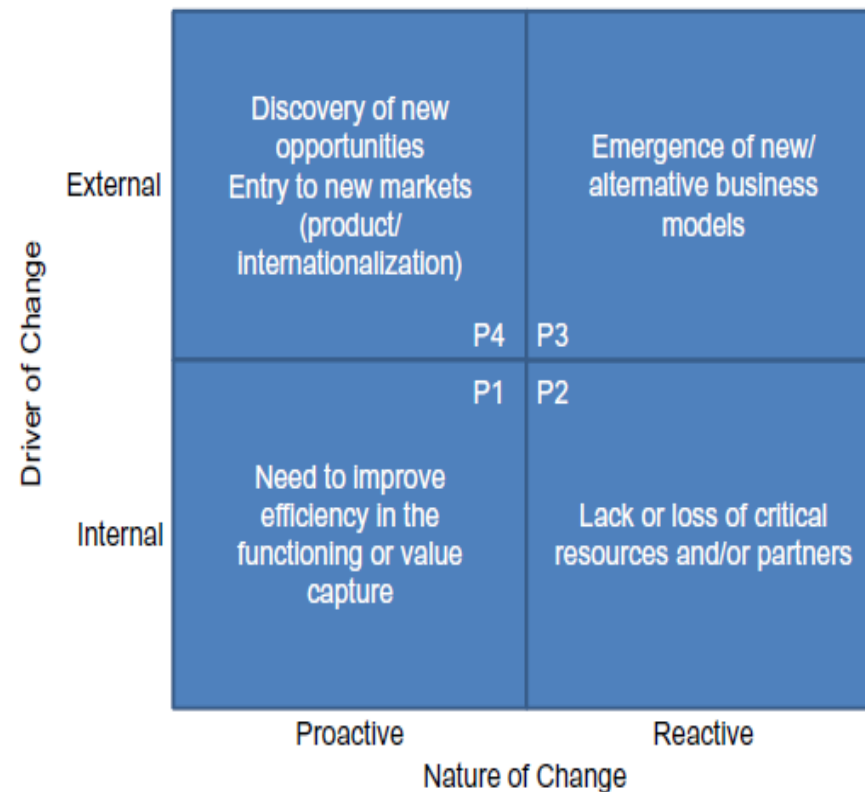 Driver of Change
External
Discovery of new
opportunities
Entry to new markets
(product/
internationalization)
P4
Emergence of new/
alternative business
models
P3
Internal
P1
Need to improve
efficiency in the
functioning or value
capture
P2
Lack or loss of critical
resources and/or partners
Proactive
Reactive
Nature of Change